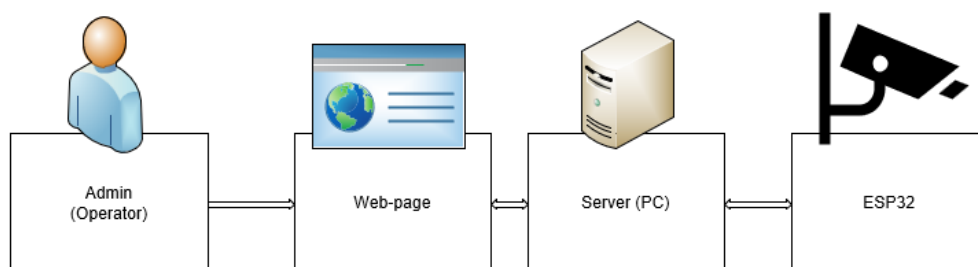 Admin
(Operator)
Web-page
Server (PC)
ESP32